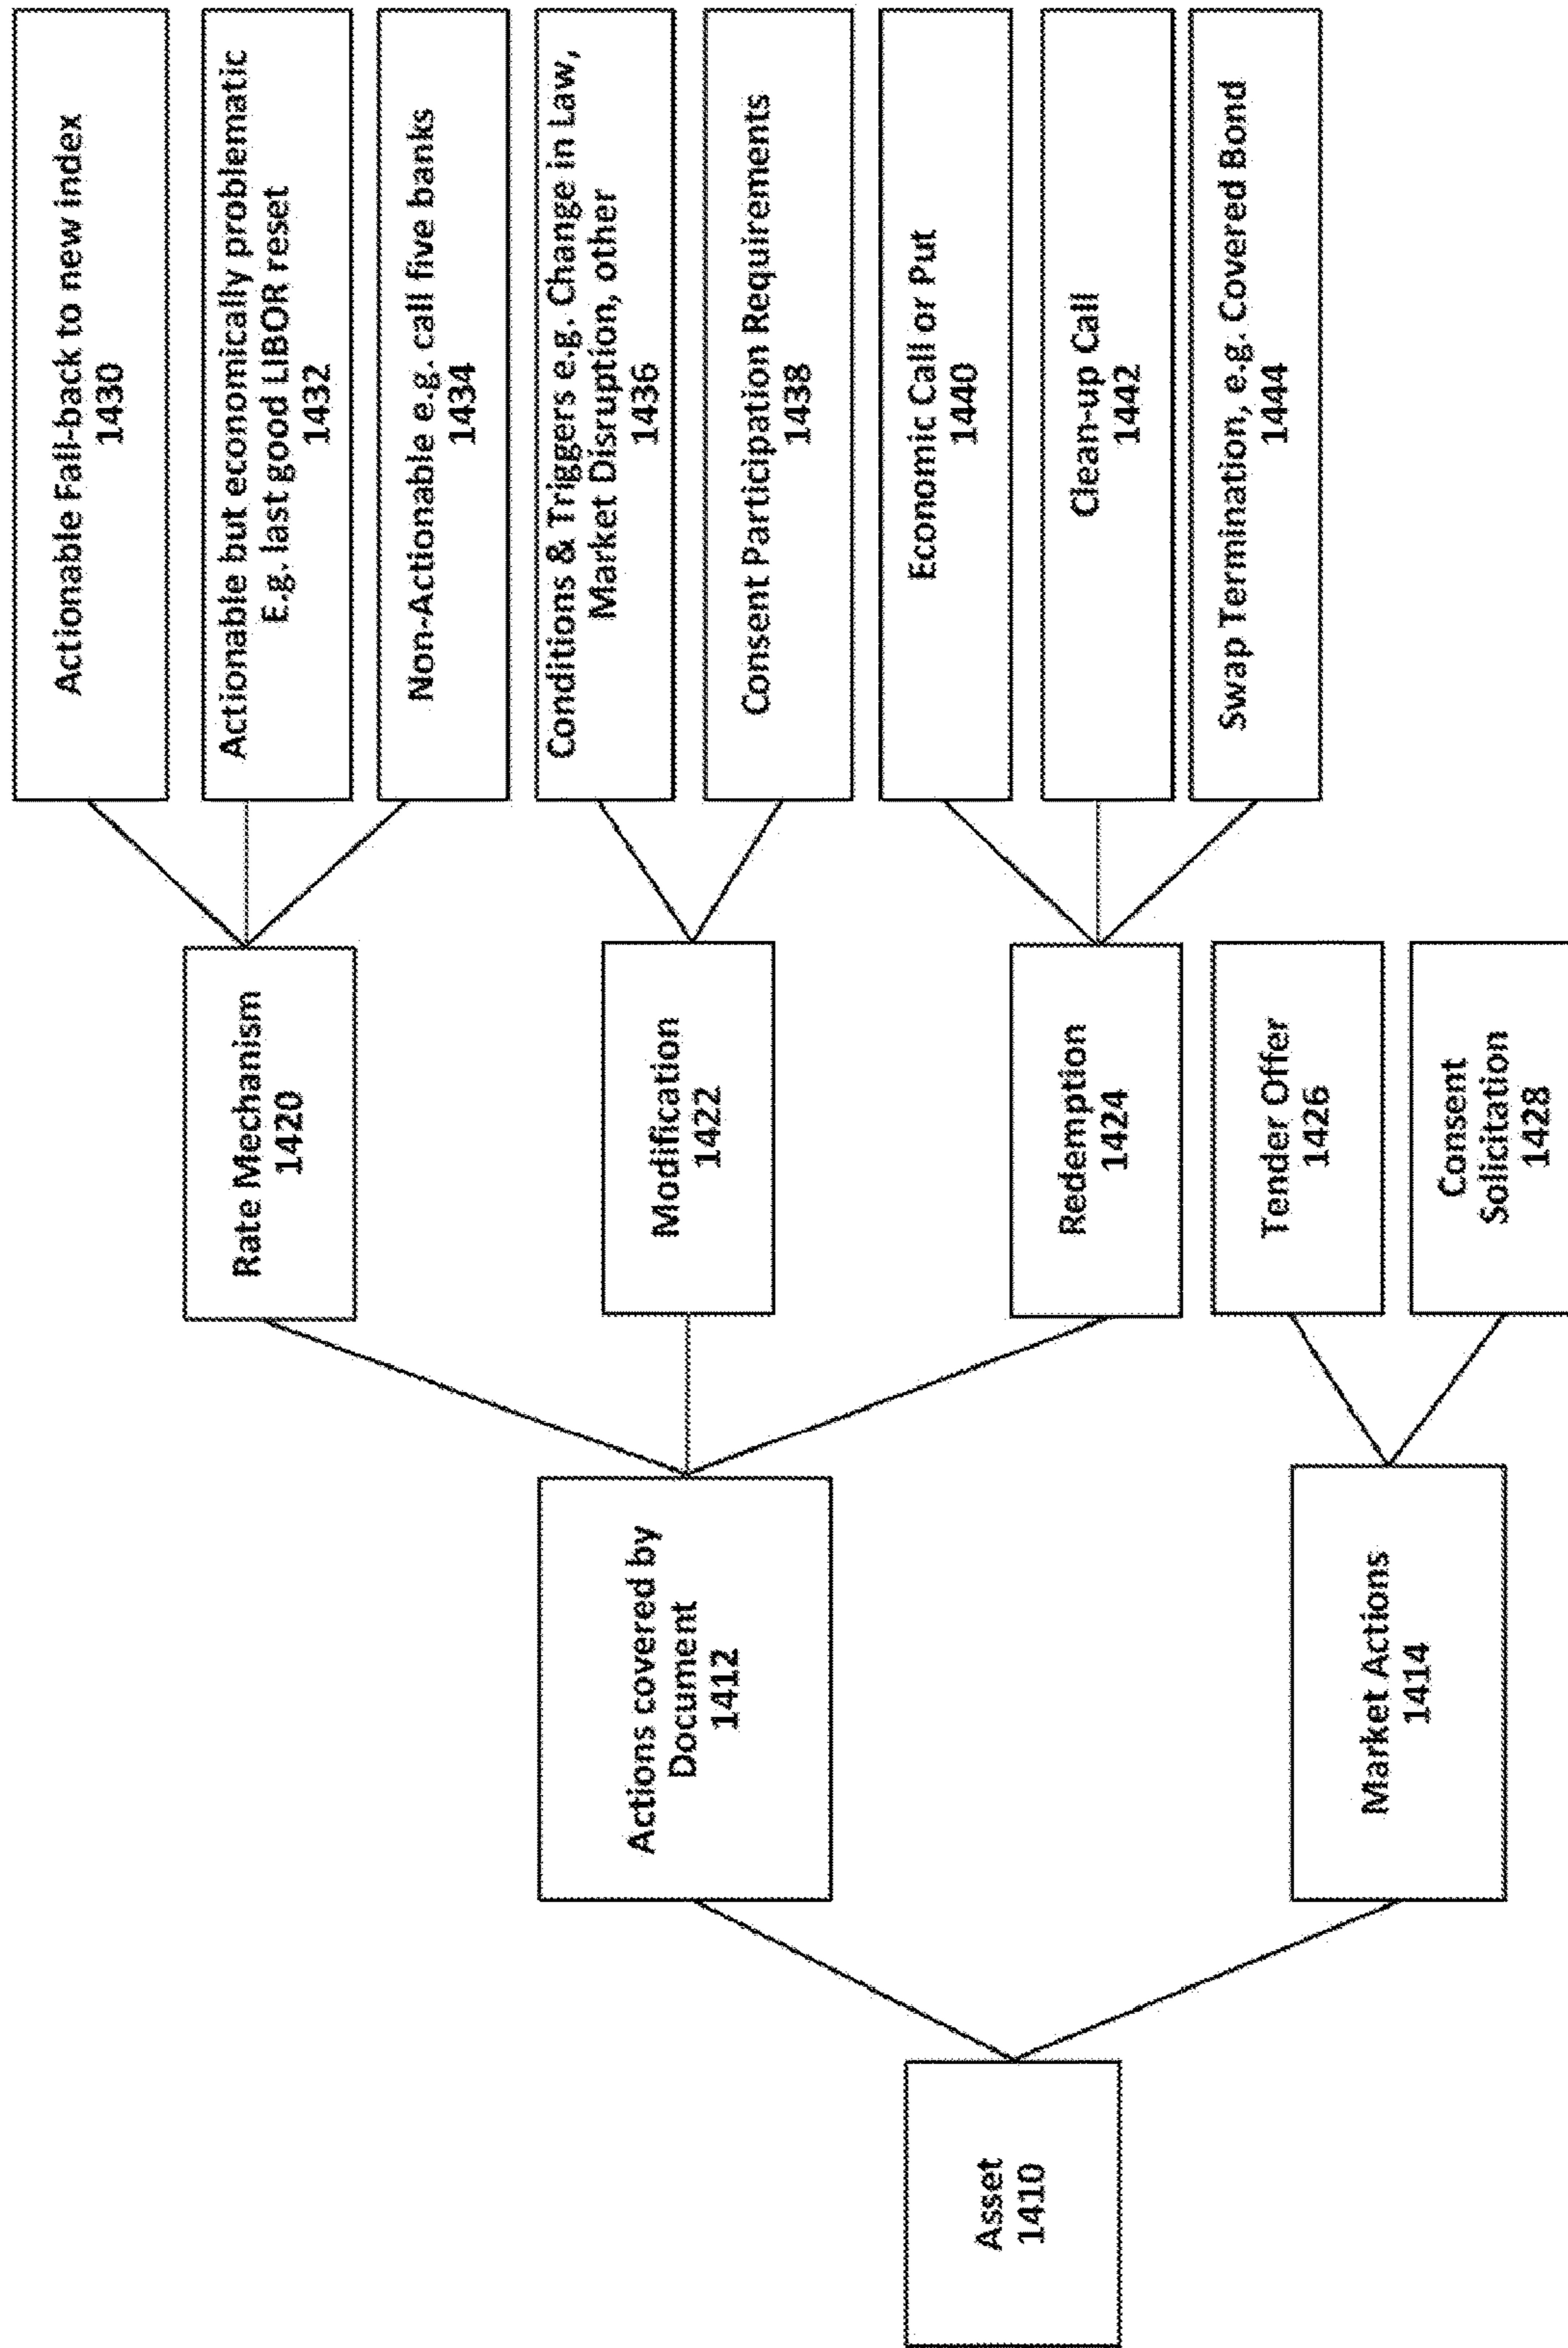 Asset
1410
Actions covered by
Document
1412
Market Actions
1414
Rate Mechanism
1420
Modification
1422
Redemption
1424
Tender Offer
1426
Consent
Solicitation
1428
Actionable Fall-back to new index
1430
Actionable but economically problematic
E.g. last good LIBOR reset
1432
Non-Actionable e.g. call five banks
1434
Conditions & Triggers e.g. Change in Law,
Market Disruption, other
1436
Consent Participation Requirements
1438
Economic Call or Put
1440
Clean-up Call
1442
Swap Termination, e.g. Covered Bond
1444